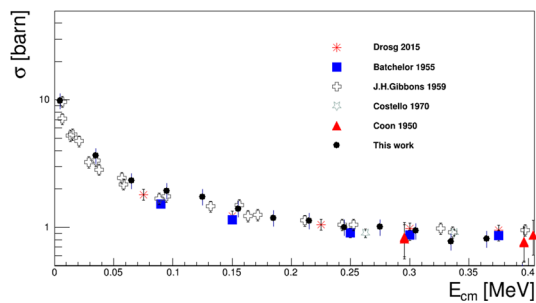 σ [barn]
10
1
Drosg 2015
Batchelor 1955
J.H.Gibbons 1959
Costello 1970
Coon 1950
This work
0 0.05 0.1 0.15 0.2 0.25 0.3 0.35 0.4
E_cm [MeV]